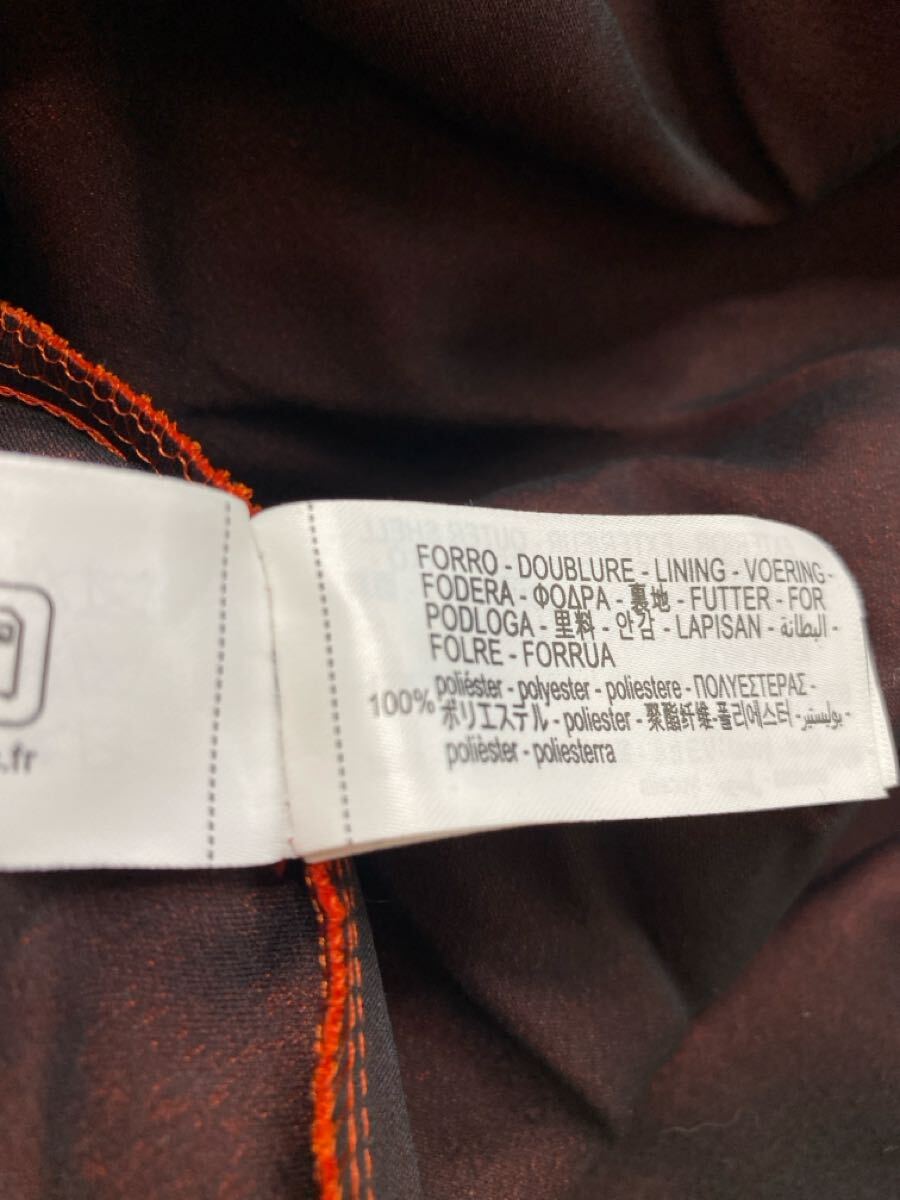 FORRO - DOUBLURE - LINING - VOERING -
FODERA - ΦΟΔΡΑ - 裏地 - FUTTER - FOR
PODLOGA - 里料 - 안감 - LAPISAN - البطانة -
FOLRE - FORRUA
100% poliéster - polyester - poliestere - ΠΟΛΥΕΣΤΕΡΑΣ -
ポリエステル - poliester - 聚酯纤维 - 폴리에스터 - بوليستير -
polièster - poliesterra
.fr